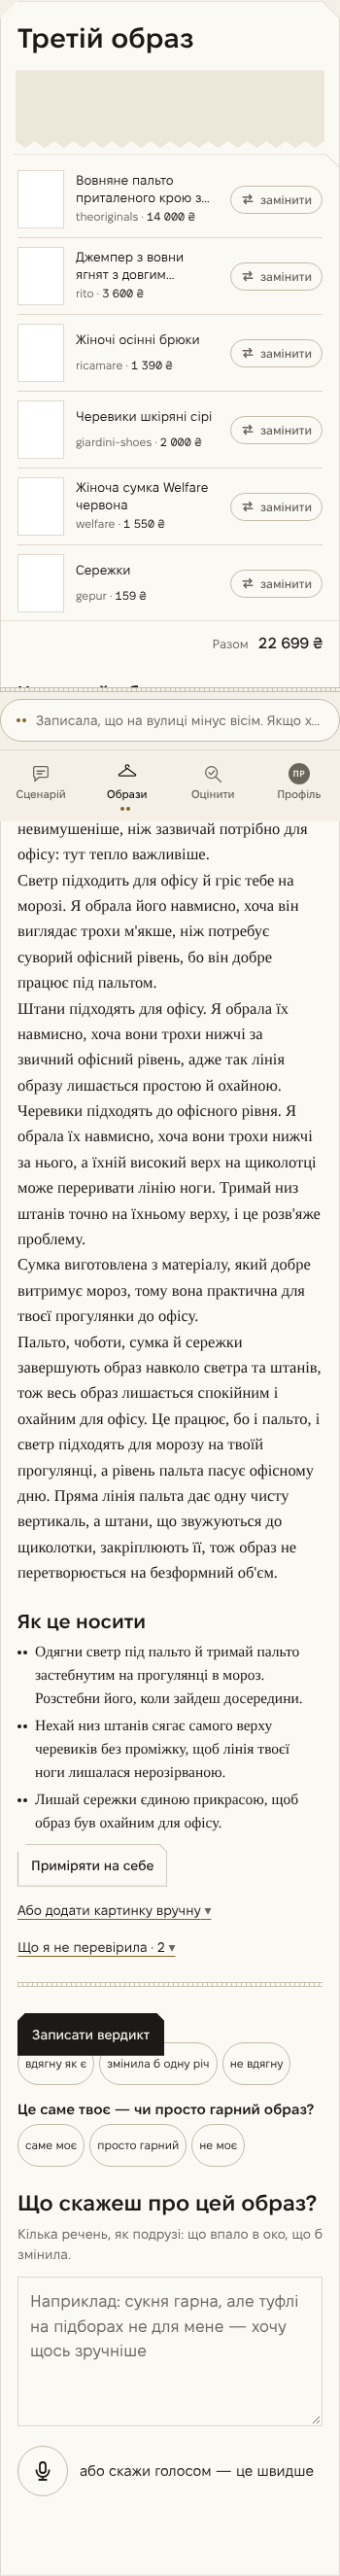 Третій образ
Вовняне пальто
приталеного крою з...
theoriginals · 14 000 ₴
замінити
Джемпер з вовни
ягнят з довгим...
rito · 3 600 ₴
замінити
Жіночі осінні брюки
ricamare · 1 390 ₴
замінити
Черевики шкіряні сірі
giardini-shoes · 2 000 ₴
замінити
Жіноча сумка Welfare
червона
welfare · 1 550 ₴
замінити
Сережки
gepur · 159 ₴
замінити
Разом 22 699 ₴
Записала, що на вулиці мінус вісім. Якщо х...
Сценарій
Образи
Оцінити
ПР
Профіль
невимушеніше, ніж зазвичай потрібно для
офісу: тут тепло важливіше.
Светр підходить для офісу й гріє тебе на
морозі. Я обрала його навмисно, хоча він
виглядає трохи м'якше, ніж потребує
суворий офісний рівень, бо він добре
працює під пальтом.
Штани підходять для офісу. Я обрала їх
навмисно, хоча вони трохи нижчі за
звичний офісний рівень, адже так лінія
образу лишається простою й охайною.
Черевики підходять до офісного рівня. Я
обрала їх навмисно, хоча вони трохи нижчі
за нього, а їхній високий верх на щиколотці
може переривати лінію ноги. Тримай низ
штанів точно на їхньому верху, і це розв'яже
проблему.
Сумка виготовлена з матеріалу, який добре
витримує мороз, тому вона практична для
твоєї прогулянки до офісу.
Пальто, чоботи, сумка й сережки
завершують образ навколо светра та штанів,
тож весь образ лишається спокійним і
охайним для офісу. Це працює, бо і пальто, і
светр підходять для морозу на твоїй
прогулянці, а рівень пальта пасує офісному
дню. Пряма лінія пальта дає одну чисту
вертикаль, а штани, що звужуються до
щиколотки, закріплюють її, тож образ не
перетворюється на безформний об'єм.
Як це носити
Одягни светр під пальто й тримай пальто
застебнутим на прогулянці в мороз.
Розстебни його, коли зайдеш досередини.
Нехай низ штанів сягає самого верху
черевиків без проміжку, щоб лінія твоєї
ноги лишалася нерозірваною.
Лишай сережки єдиною прикрасою, щоб
образ був охайним для офісу.
Приміряти на себе
Або додати картинку вручну ▾
Що я не перевірила · 2 ▾
Записати вердикт
вдягну як є
змінила б одну річ
не вдягну
Це саме твоє — чи просто гарний образ?
саме моє
просто гарний
не моє
Що скажеш про цей образ?
Кілька речень, як подрузі: що впало в око, що б
змінила.
Наприклад: сукня гарна, але туфлі
на підборах не для мене — хочу
щось зручніше
або скажи голосом — це швидше